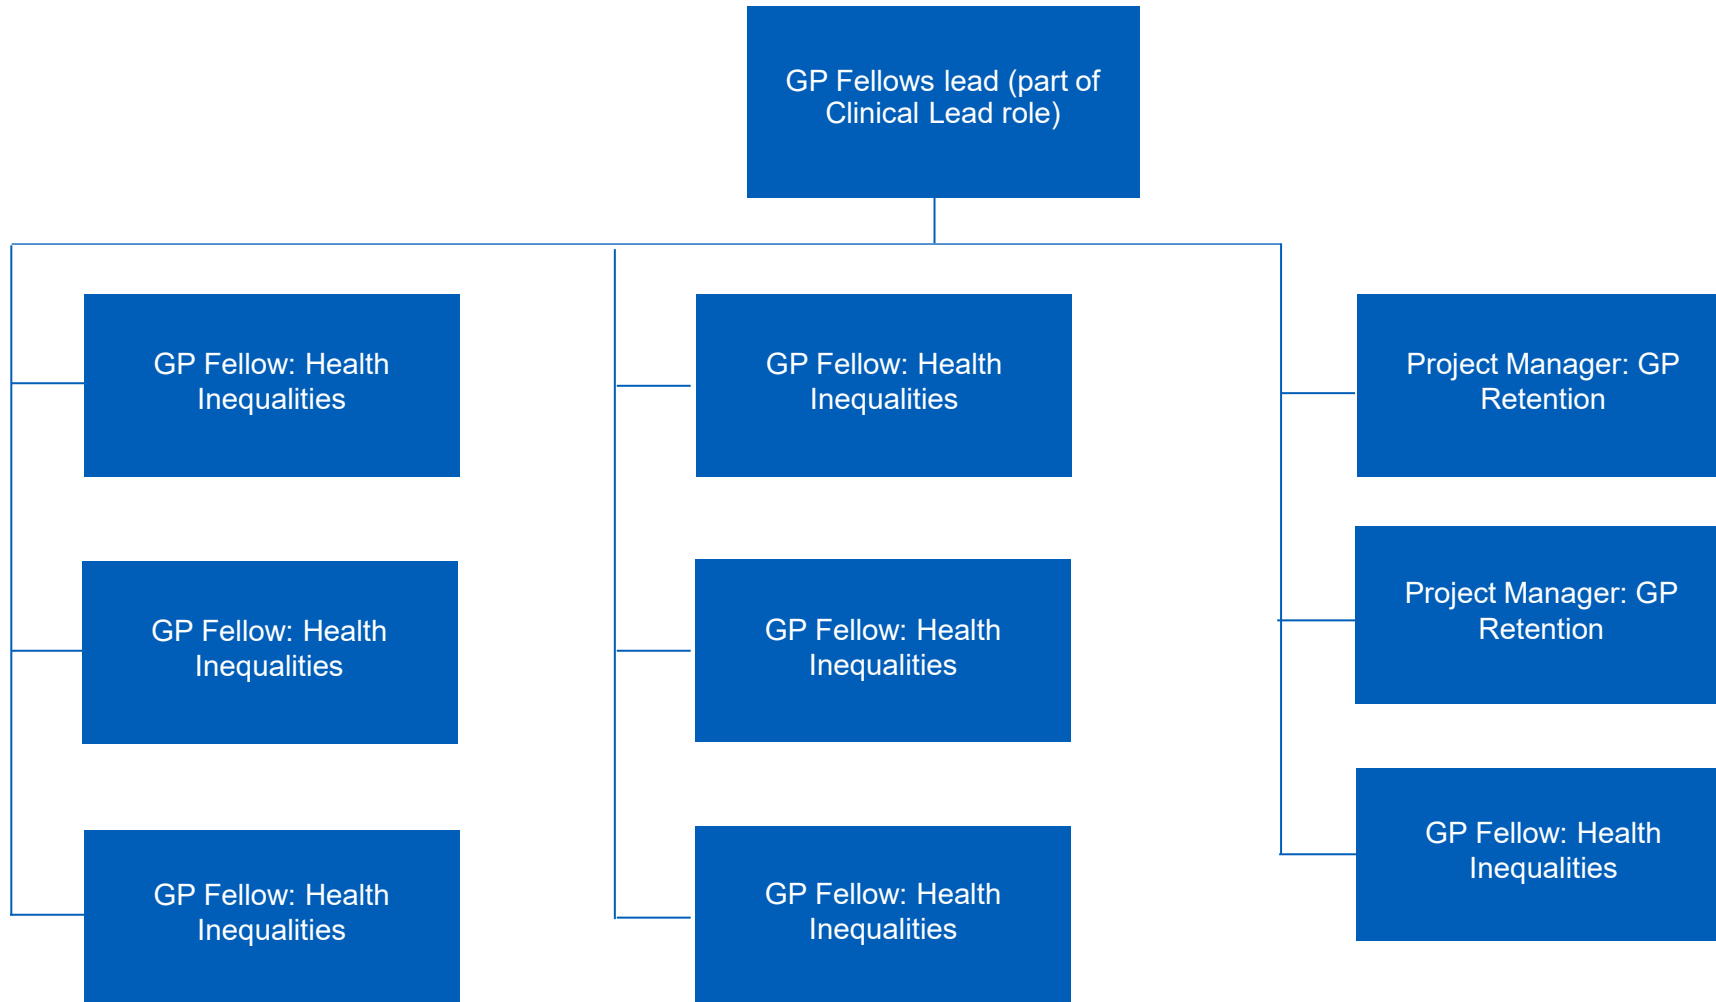 GP Fellows lead (part of
Clinical Lead role)
GP Fellow: Health
Inequalities
GP Fellow: Health
Inequalities
Project Manager: GP
Retention
GP Fellow: Health
Inequalities
GP Fellow: Health
Inequalities
Project Manager: GP
Retention
GP Fellow: Health
Inequalities
GP Fellow: Health
Inequalities
GP Fellow: Health
Inequalities